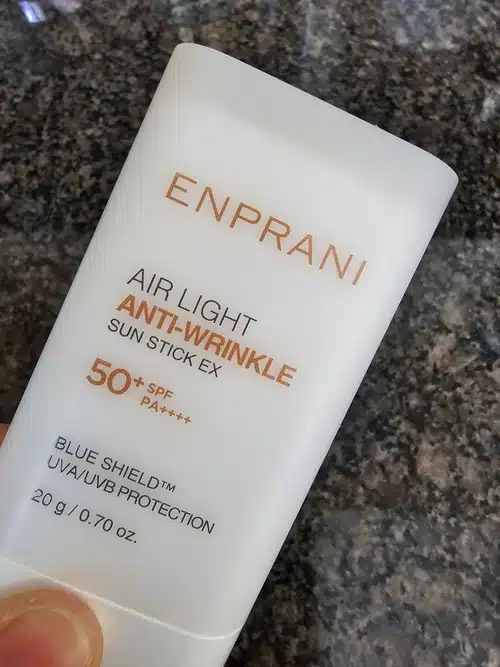 ENPRANI
AIR LIGHT
ANTI-WRINKLE
SUN STICK EX
50+ SPF
PA++++
BLUE SHIELD™
UVA/UVB PROTECTION
20 g / 0.70 oz.